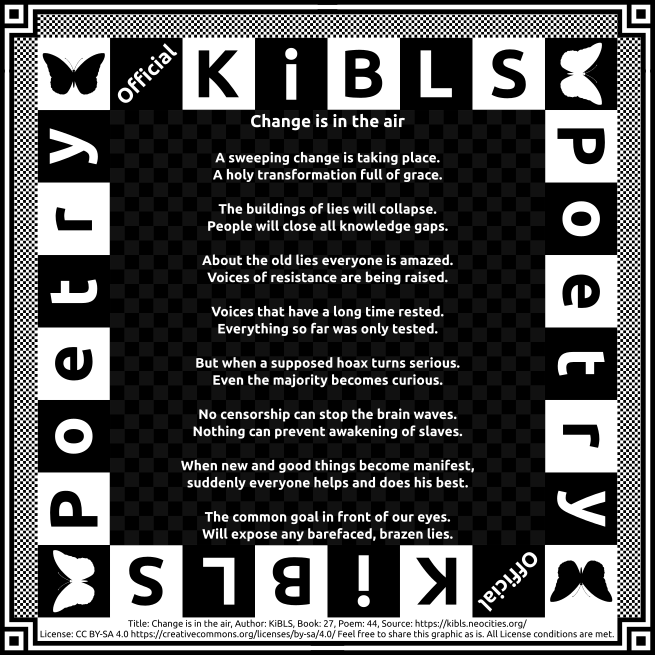 Official KiBLS
Poetry
Poetry
Change is in the air
A sweeping change is taking place.
A holy transformation full of grace.
The buildings of lies will collapse.
People will close all knowledge gaps.
About the old lies everyone is amazed.
Voices of resistance are being raised.
Voices that have a long time rested.
Everything so far was only tested.
But when a supposed hoax turns serious.
Even the majority becomes curious.
No censorship can stop the brain waves.
Nothing can prevent awakening of slaves.
When new and good things become manifest,
suddenly everyone helps and does his best.
The common goal in front of our eyes.
Will expose any barefaced, brazen lies.
Official KiBLS
Title: Change is in the air, Author: KiBLS, Book: 27, Poem: 44, Source: https://kibls.neocities.org/
License: CC BY-SA 4.0 https://creativecommons.org/licenses/by-sa/4.0/ Feel free to share this graphic as is. All License conditions are met.